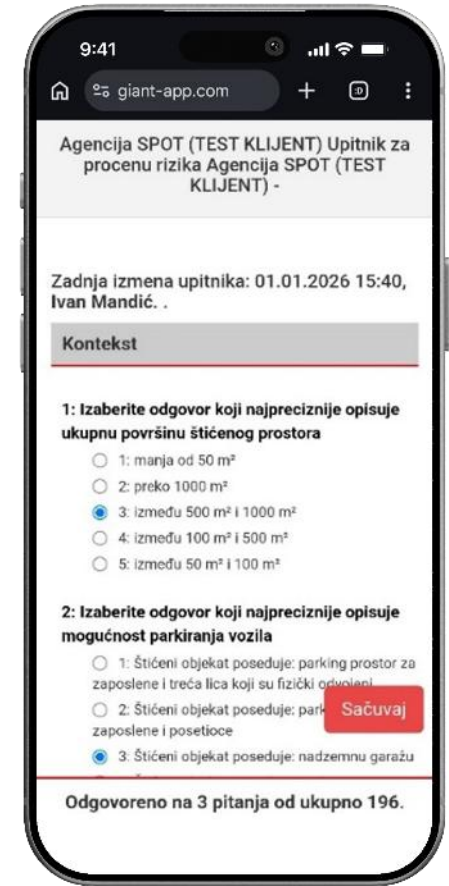 9:41
giant-app.com
Agencija SPOT (TEST KLIJENT) Upitnik za
procenu rizika Agencija SPOT (TEST
KLIJENT) -
Zadnja izmena upitnika: 01.01.2026 15:40,
Ivan Mandić. .
Kontekst
1: Izaberite odgovor koji najpreciznije opisuje
ukupnu površinu štićenog prostora
1: manja od 50 m²
2: preko 1000 m²
3: između 500 m² i 1000 m²
4: između 100 m² i 500 m²
5: između 50 m² i 100 m²
2: Izaberite odgovor koji najpreciznije opisuje
mogućnost parkiranja vozila
1: Štićeni objekat poseduje: parking prostor za
zaposlene i treća lica koji su fizički odvojeni
2: Štićeni objekat poseduje:
zaposlene i posetioce
Sačuvaj
3: Štićeni objekat poseduje: nadzemnu garažu
Odgovoreno na 3 pitanja od ukupno 196.